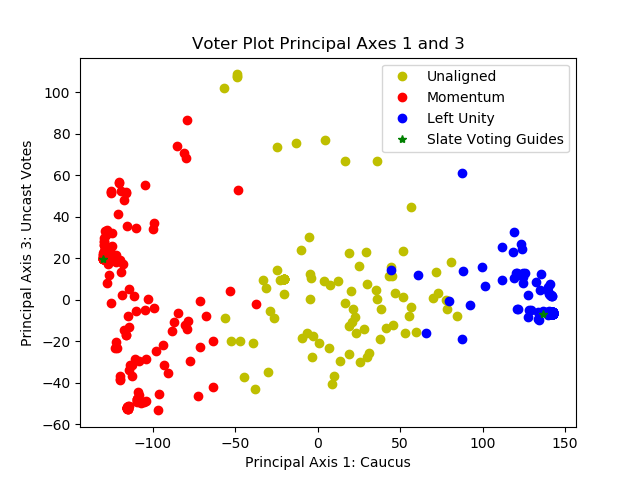 Voter Plot Principal Axes 1 and 3
Unaligned
Momentum
Left Unity
Slate Voting Guides
Principal Axis 3: Uncast Votes
100
80
60
40
20
0
−20
−40
−60
−100
−50
0
50
100
150
Principal Axis 1: Caucus